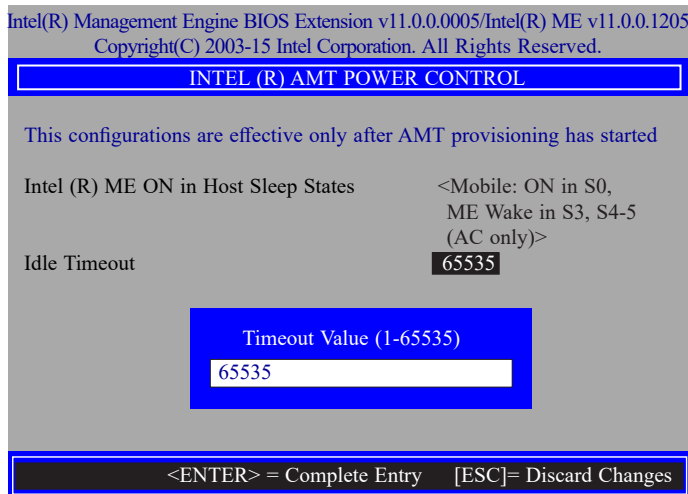 Intel(R) Management Engine BIOS Extension v11.0.0.0005/Intel(R) ME v11.0.0.1205
Copyright(C) 2003-15 Intel Corporation. All Rights Reserved.
INTEL (R) AMT POWER CONTROL
This configurations are effective only after AMT provisioning has started
Intel (R) ME ON in Host Sleep States <Mobile: ON in S0,
ME Wake in S3, S4-5
(AC only)>
Idle Timeout 65535
Timeout Value (1-65535)
65535
<ENTER> = Complete Entry [ESC]= Discard Changes